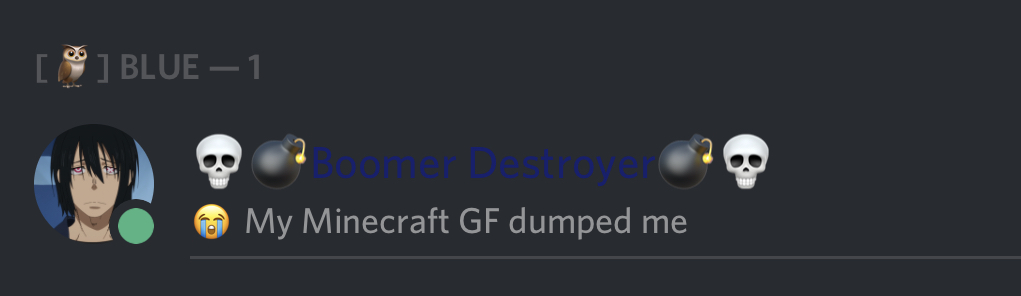 [🦉] BLUE — 1
💀💣Boomer Destroyer💣💀
😭 My Minecraft GF dumped me